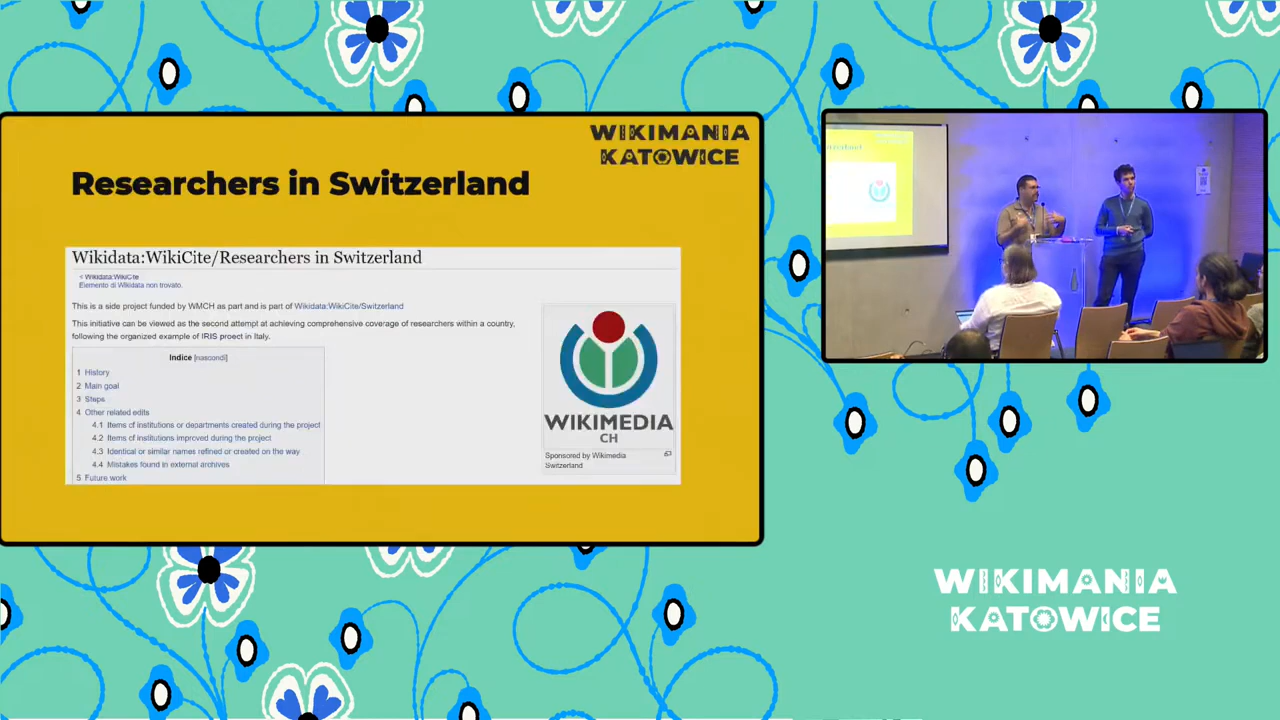 WIKIMANIA
KATOWICE
Researchers in Switzerland
Wikidata:WikiCite/Researchers in Switzerland
< Wikidata:WikiCite
Elemento di Wikidata non trovato.
This is a side project funded by WMCH as part and is part of Wikidata:WikiCite/Switzerland
This initiative can be viewed as the second attempt at achieving comprehensive coverage of researchers within a country,
following the organized example of IRIS proect in Italy.
Indice [nascondi]
1 History
2 Main goal
3 Steps
4 Other related edits
4.1 Items of institutions or departments created during the project
4.2 Items of institutions improved during the project
4.3 Identical or similar names refined or created on the way
4.4 Mistakes found in external archives
5 Future work
WIKIMEDIA
CH
Sponsored by Wikimedia
Switzerland
WIKIMANIA
KATOWICE